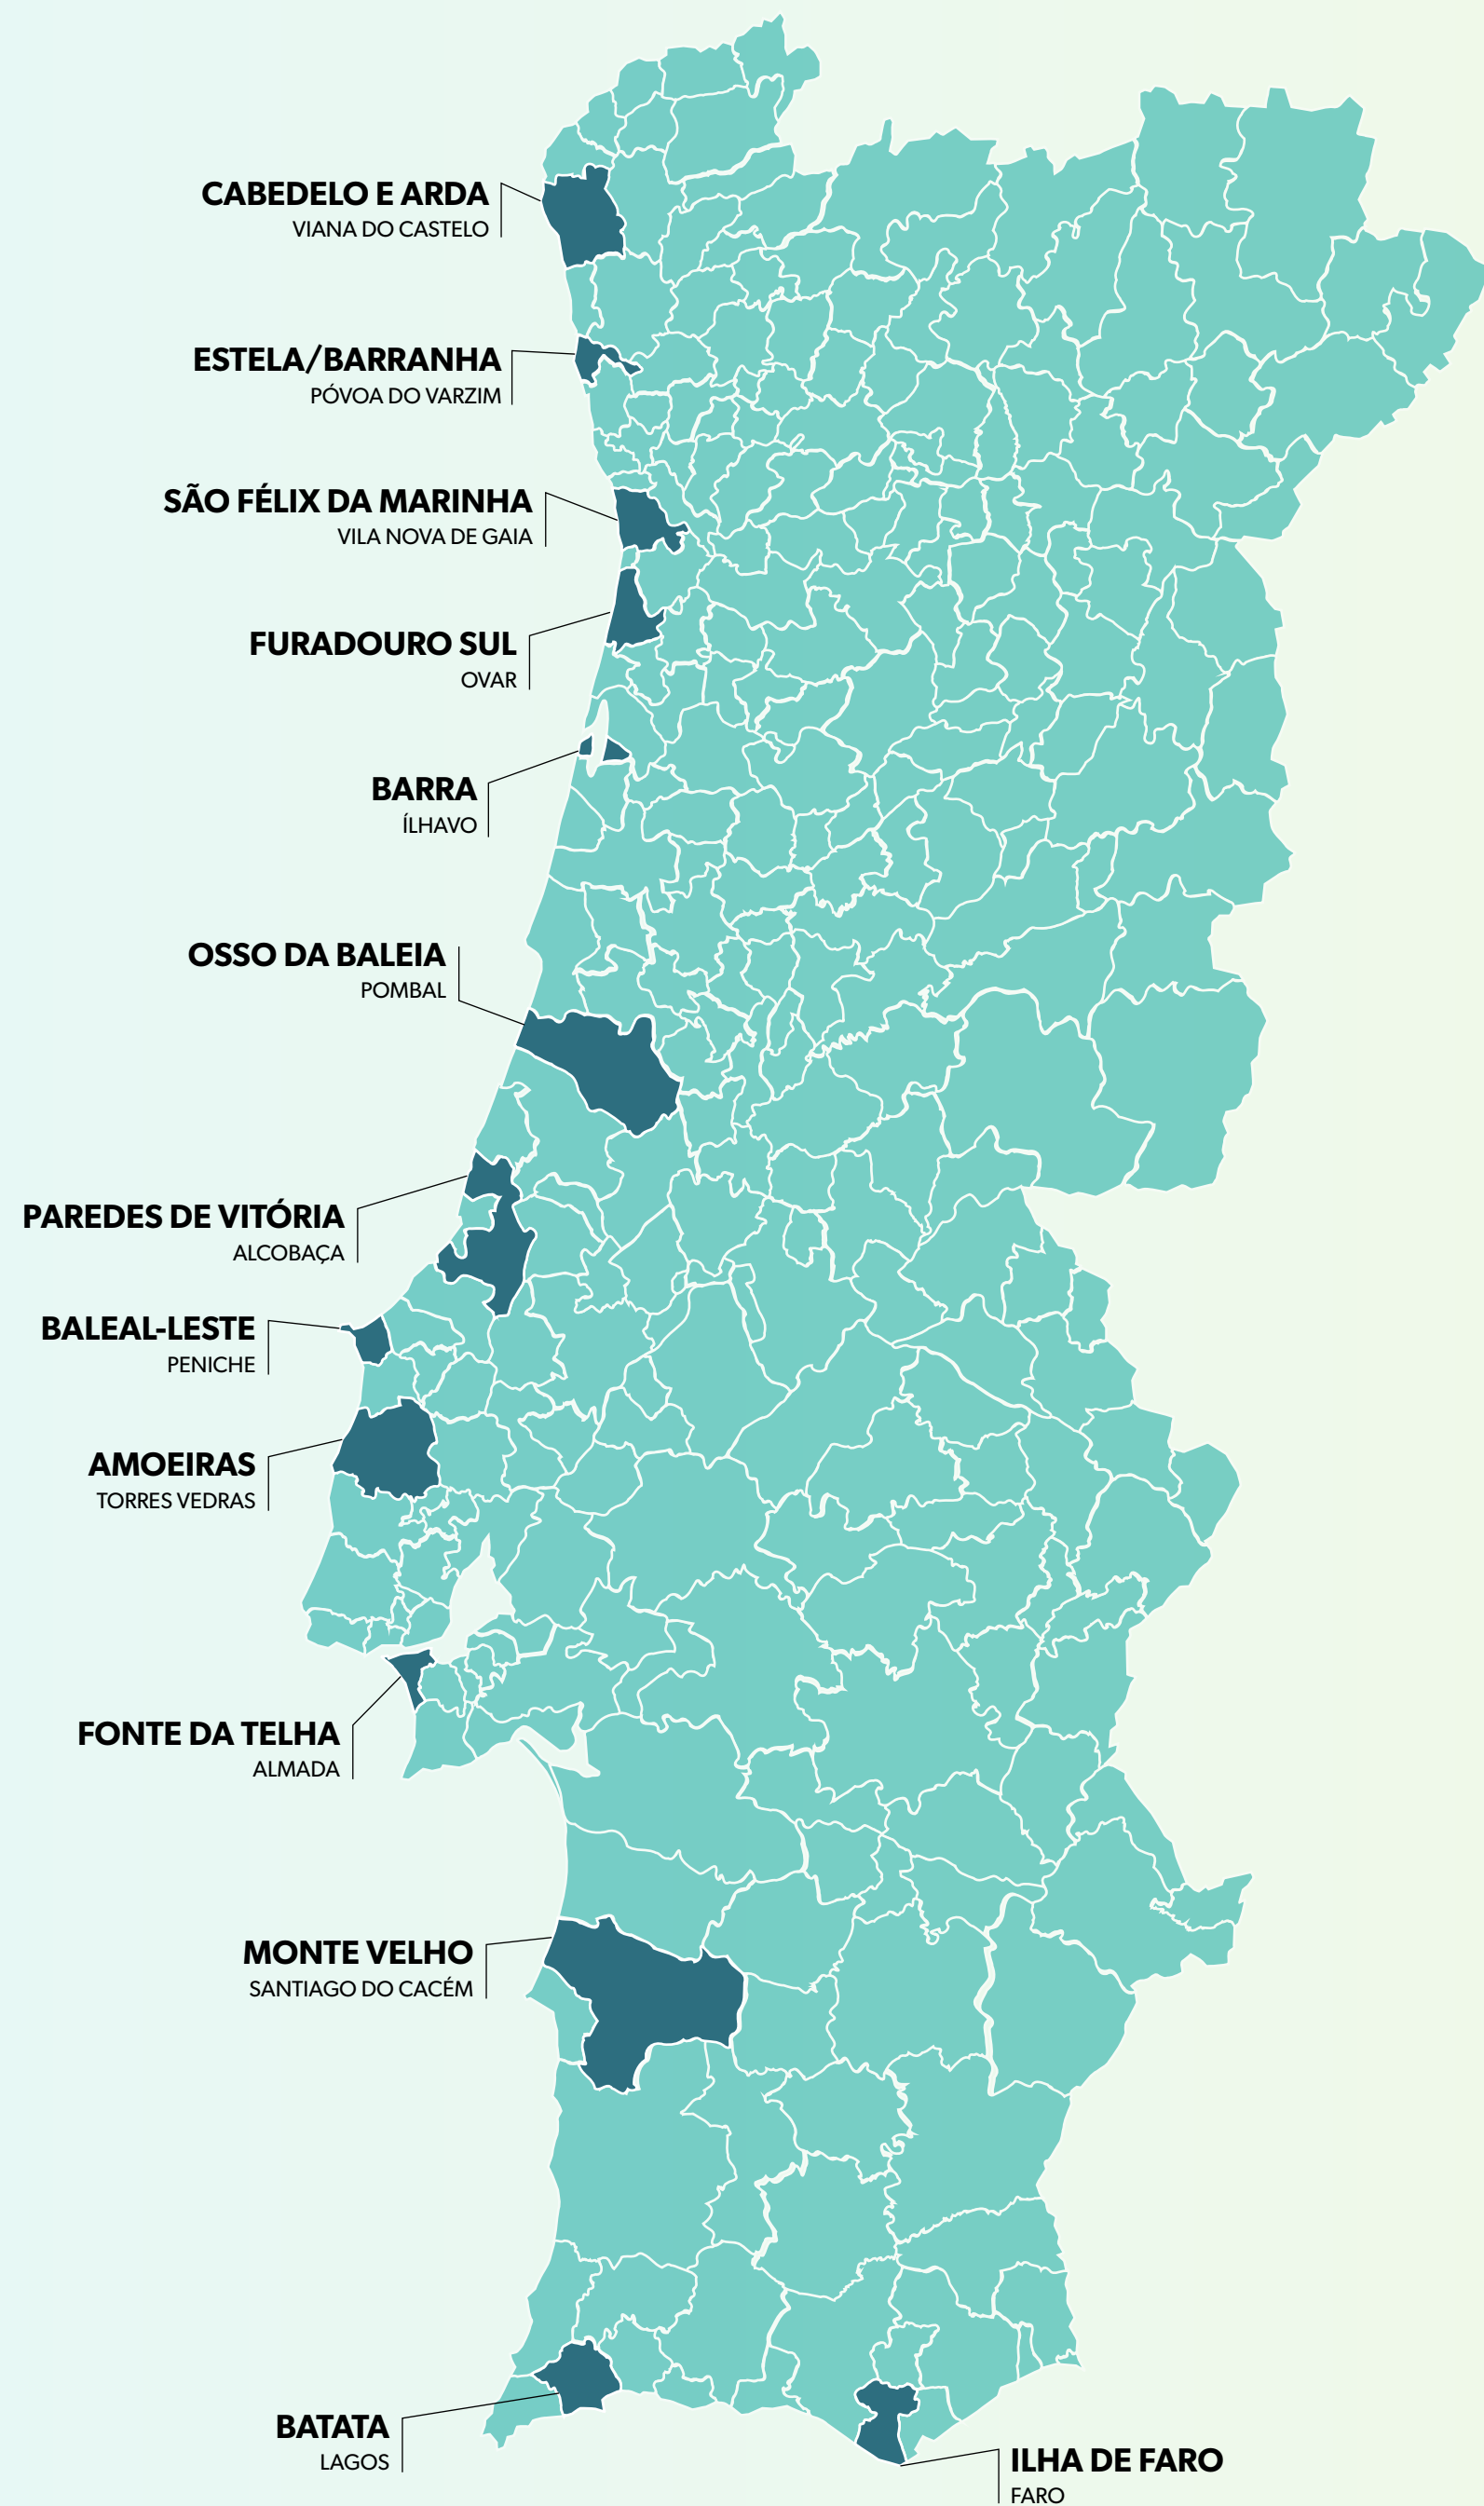 CABEDELO E ARDA
VIANA DO CASTELO
ESTELA/BARRANHA
PÓVOA DO VARZIM
SÃO FÉLIX DA MARINHA
VILA NOVA DE GAIA
FURADOURO SUL
OVAR
BARRA
ÍLHAVO
OSSO DA BALEIA
POMBAL
PAREDES DE VITÓRIA
ALCOBAÇA
BALEAL-LESTE
PENICHE
AMOEIRAS
TORRES VEDRAS
FONTE DA TELHA
ALMADA
MONTE VELHO
SANTIAGO DO CACÉM
BATATA
LAGOS
ILHA DE FARO
FARO